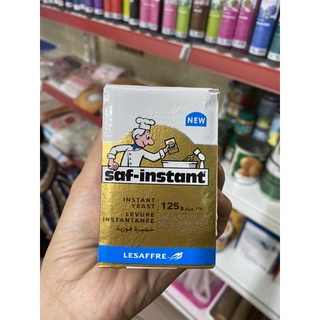 NEW
saf-instant
INSTANT
YEAST
125g
LEVURE
INSTANTANÉE
خميرة فورية
LESAFFRE